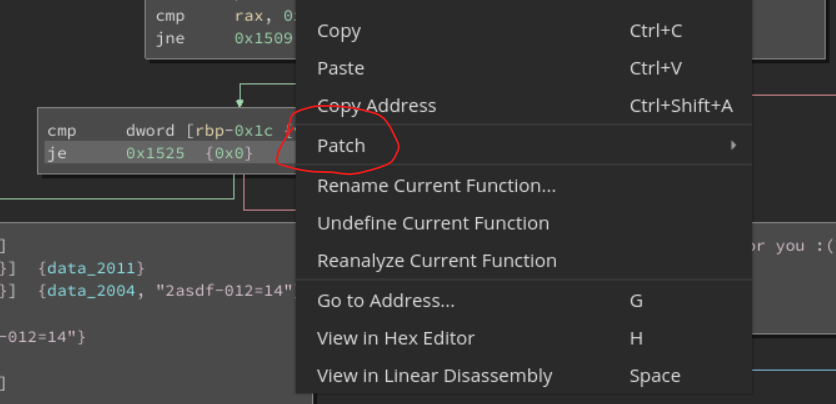 cmp rax, 0
jne 0x1509
cmp dword [rbp-0x1c {
je 0x1525 {0x0}
]
}] {data_2011}
}] {data_2004, "2asdf-012=14"
-012=14"}
]
Copy Ctrl+C
Paste Ctrl+V
Copy Address Ctrl+Shift+A
Patch
Rename Current Function...
Undefine Current Function
Reanalyze Current Function
Go to Address... G
View in Hex Editor H
View in Linear Disassembly Space
or you :(